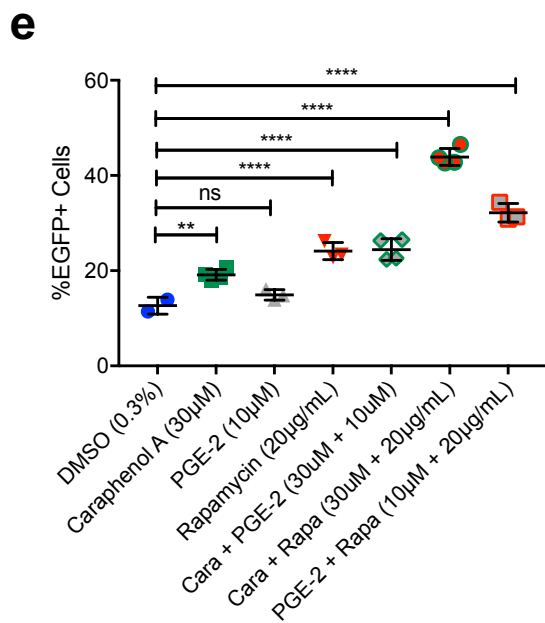 e
****
****
****
****
ns
**
%EGFP+ Cells
60
40
20
0
DMSO (0.3%)
Caraphenol A (30µM)
PGE-2 (10µM)
Rapamycin (20µg/mL)
Cara + PGE-2 (30uM + 10uM)
Cara + Rapa (30uM + 20µg/mL)
PGE-2 + Rapa (10µM + 20µg/mL)